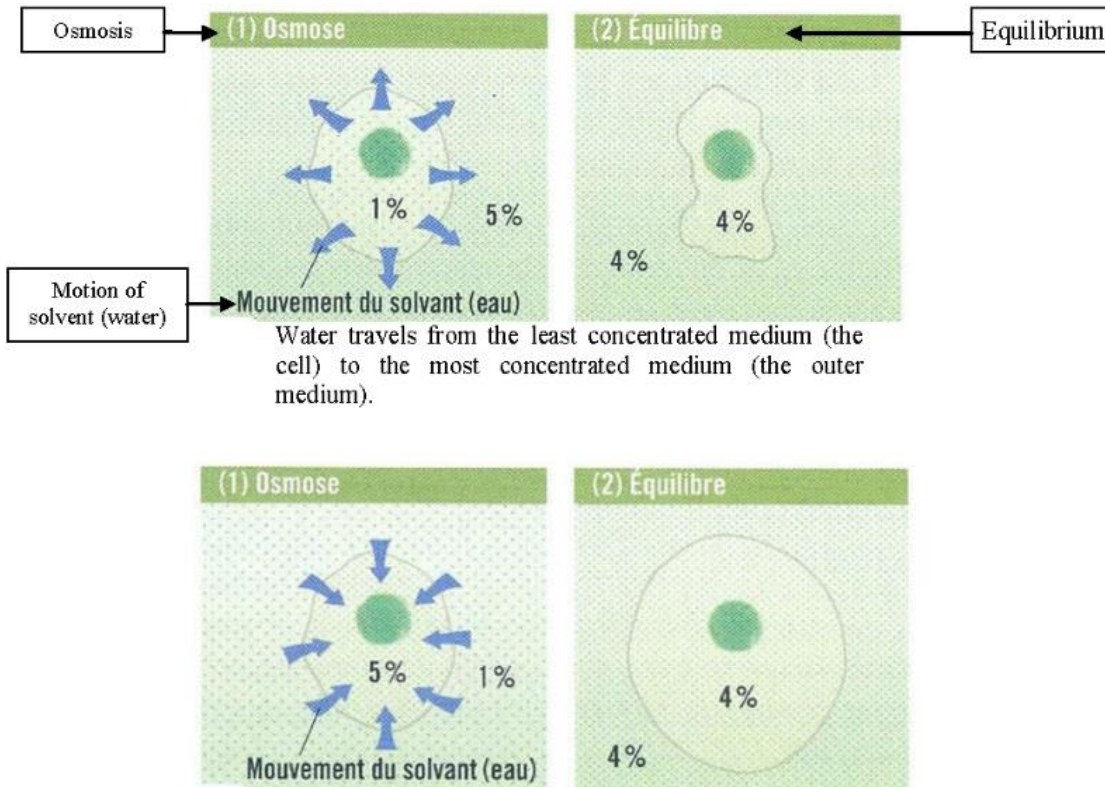 Osmosis
(1) Osmose
(2) Équilibre
Equilibrium
1%
5%
4%
4%
Motion of
solvent (water)
Mouvement du solvant (eau)
Water travels from the least concentrated medium (the
cell) to the most concentrated medium (the outer
medium).
(1) Osmose
(2) Équilibre
5%
1%
4%
4%
Mouvement du solvant (eau)